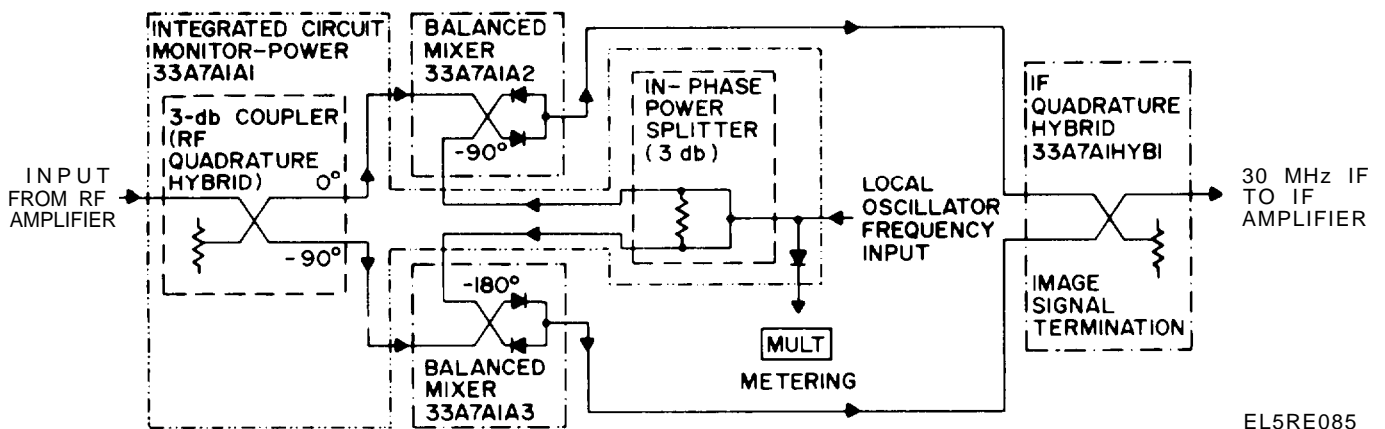 INTEGRATED CIRCUIT
MONITOR-POWER
33A7A1A1
3-db COUPLER
(RF
QUADRATURE
HYBRID)
0°
-90°
INPUT
FROM RF
AMPLIFIER
BALANCED
MIXER
33A7A1A2
-90°
IN-PHASE
POWER
SPLITTER
(3 db)
LOCAL
OSCILLATOR
FREQUENCY
INPUT
-180°
BALANCED
MIXER
33A7A1A3
MULT
METERING
IF
QUADRATURE
HYBRID
33A7A1HYB1
IMAGE
SIGNAL
TERMINATION
30 MHz IF
TO IF
AMPLIFIER
EL5RE085